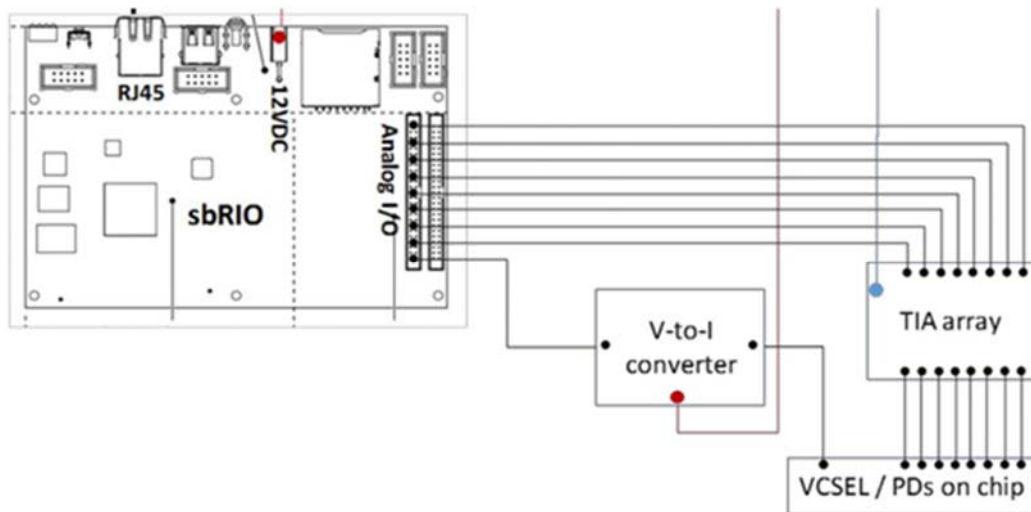 RJ45
12VDC
Analog I/O
sbRIO
V-to-I
converter
TIA array
VCSEL / PDs on chip